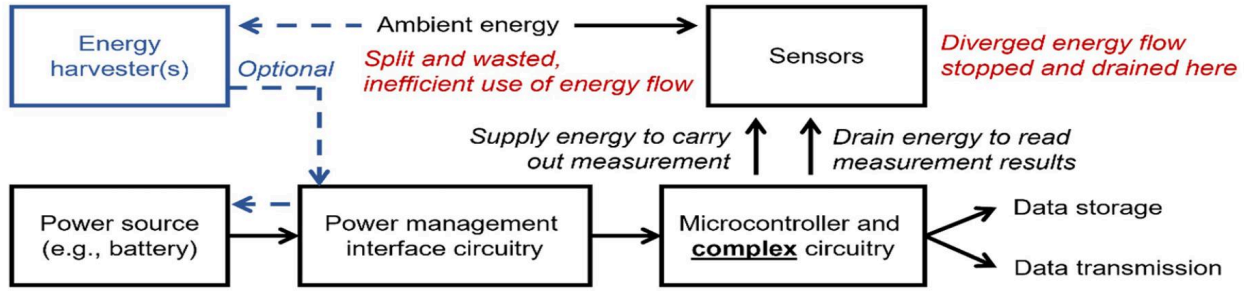 Energy
harvester(s)
Optional
Ambient energy
Split and wasted,
inefficient use of energy flow
Sensors
Diverged energy flow
stopped and drained here
Supply energy to carry
out measurement
Drain energy to read
measurement results
Power source
(e.g., battery)
Power management
interface circuitry
Microcontroller and
complex circuitry
Data storage
Data transmission